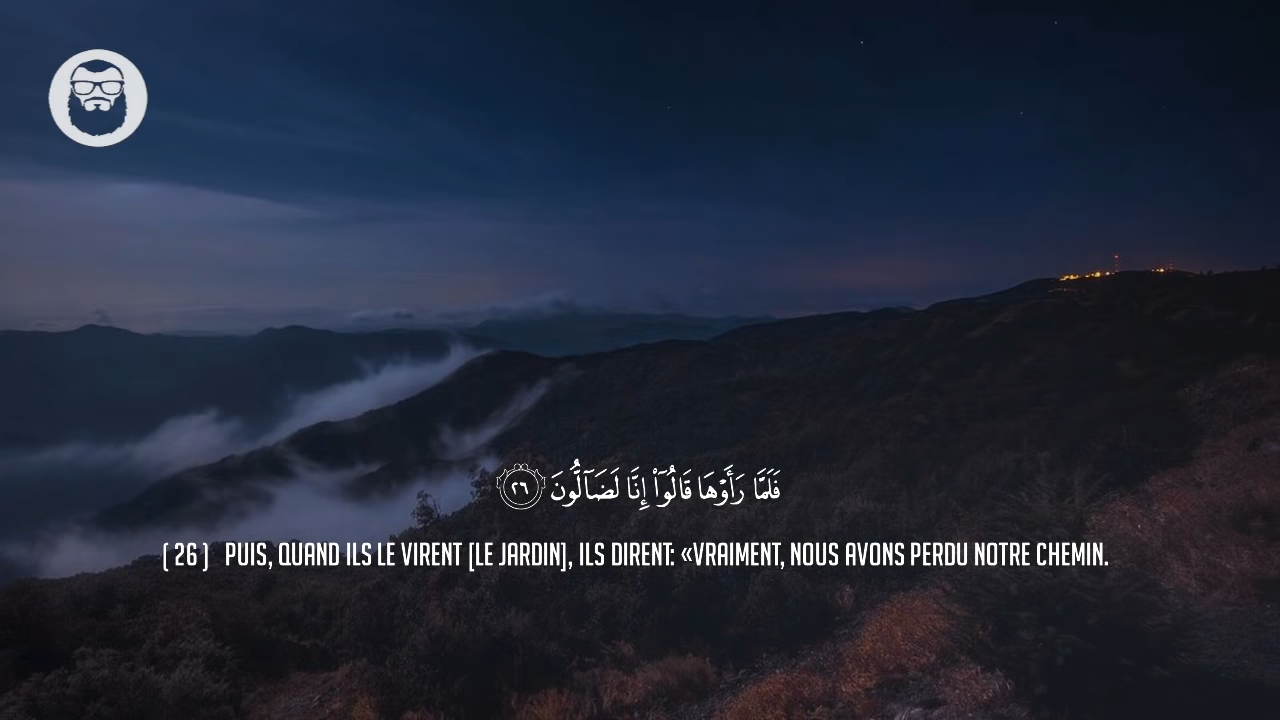 فَلَمَّا رَأَوْهَا قَالُوٓا۟ إِنَّا لَضَآلُّونَ ٢٦
( 26 ) PUIS, QUAND ILS LE VIRENT [LE JARDIN], ILS DIRENT: «VRAIMENT, NOUS AVONS PERDU NOTRE CHEMIN.